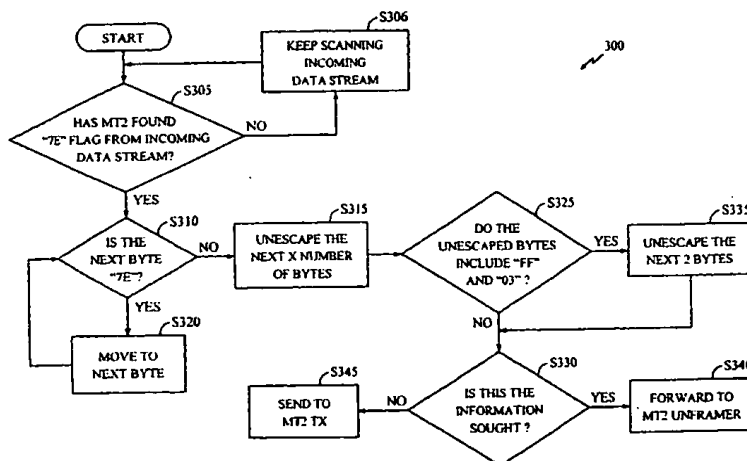 START
S306
KEEP SCANNING
INCOMING
DATA STREAM
300
S305
HAS MT2 FOUND
"7E" FLAG FROM INCOMING
DATA STREAM?
NO
YES
S310
IS THE
NEXT BYTE
"7E"?
NO
S315
UNESCAPE THE
NEXT X NUMBER
OF BYTES
S325
DO THE
UNESCAPED BYTES
INCLUDE "FF"
AND "03" ?
YES
S335
UNESCAPE THE
NEXT 2 BYTES
YES
S320
MOVE TO
NEXT BYTE
NO
S330
IS THIS THE
INFORMATION
SOUGHT ?
NO
S345
SEND TO
MT2 TX
YES
S340
FORWARD TO
MT2 UNFRAMER